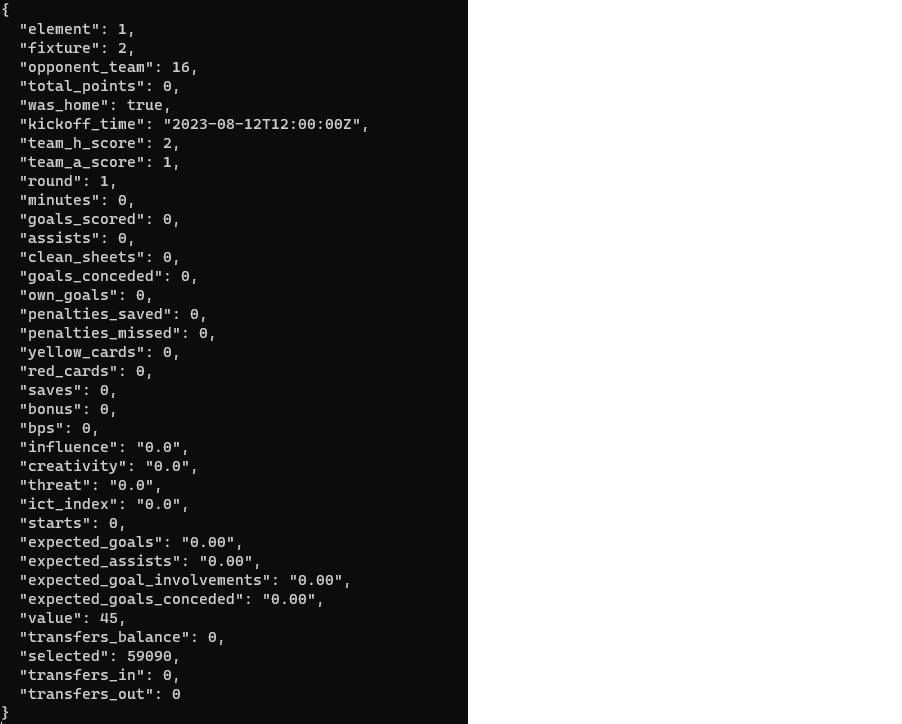 {
  "element": 1,
  "fixture": 2,
  "opponent_team": 16,
  "total_points": 0,
  "was_home": true,
  "kickoff_time": "2023-08-12T12:00:00Z",
  "team_h_score": 2,
  "team_a_score": 1,
  "round": 1,
  "minutes": 0,
  "goals_scored": 0,
  "assists": 0,
  "clean_sheets": 0,
  "goals_conceded": 0,
  "own_goals": 0,
  "penalties_saved": 0,
  "penalties_missed": 0,
  "yellow_cards": 0,
  "red_cards": 0,
  "saves": 0,
  "bonus": 0,
  "bps": 0,
  "influence": "0.0",
  "creativity": "0.0",
  "threat": "0.0",
  "ict_index": "0.0",
  "starts": 0,
  "expected_goals": "0.00",
  "expected_assists": "0.00",
  "expected_goal_involvements": "0.00",
  "expected_goals_conceded": "0.00",
  "value": 45,
  "transfers_balance": 0,
  "selected": 59090,
  "transfers_in": 0,
  "transfers_out": 0
}